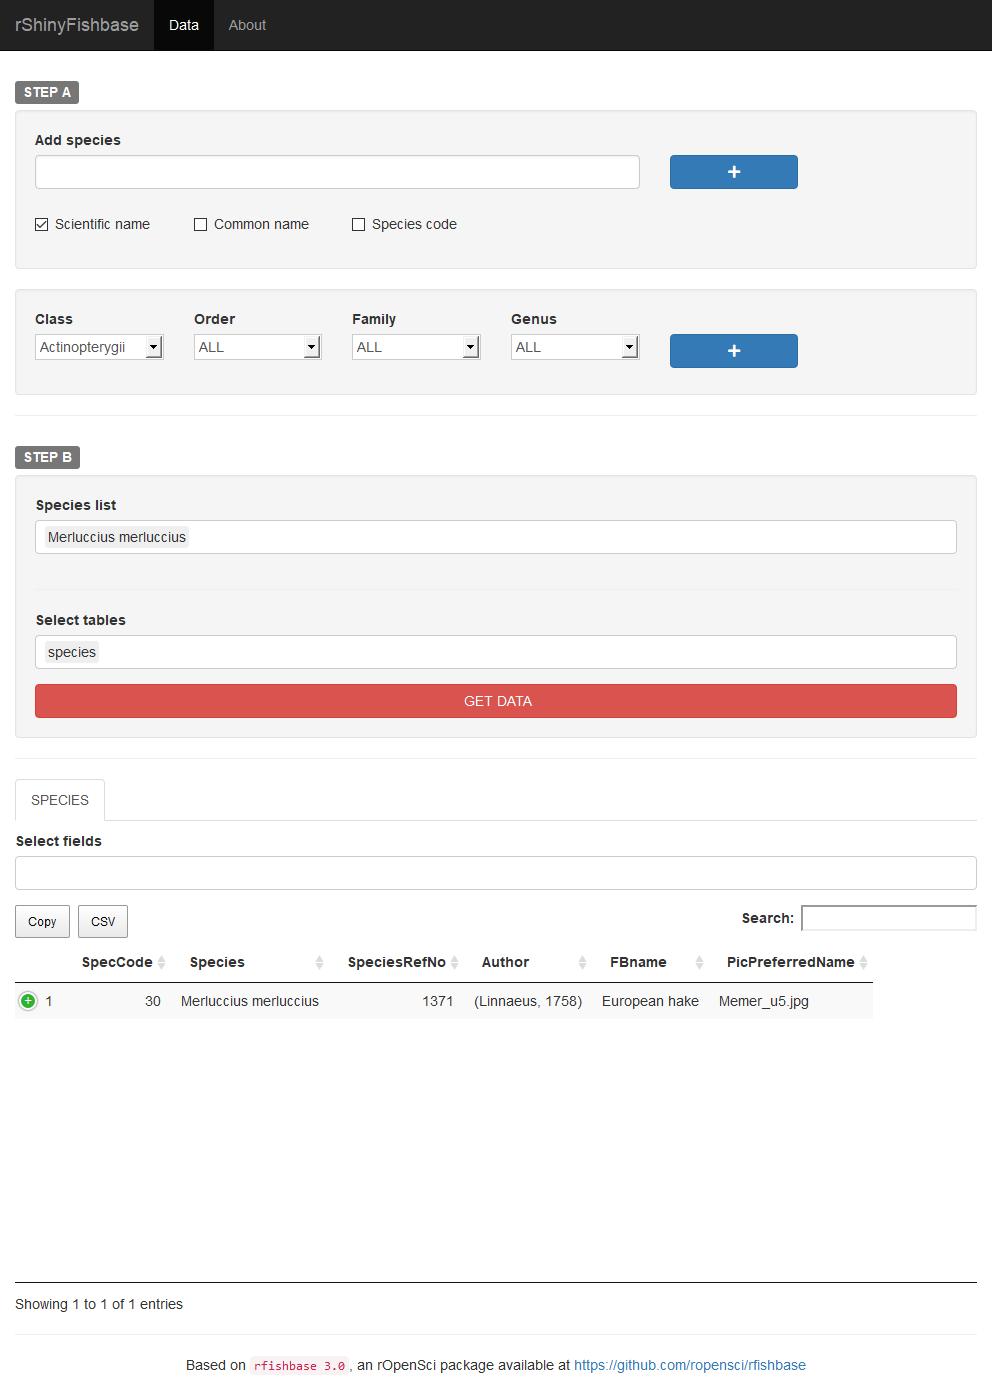 rShinyFishbase Data About
STEP A
Add species
+
Scientific name Common name Species code
Class Order Family Genus
Actinopterygii ALL ALL ALL +
STEP B
Species list
Merluccius merluccius
Select tables
species
GET DATA
SPECIES
Select fields
Copy CSV Search:
SpecCode Species SpeciesRefNo Author FBname PicPreferredName
+ 1 30 Merluccius merluccius 1371 (Linnaeus, 1758) European hake Memer_u5.jpg
Showing 1 to 1 of 1 entries
Based on rfishbase 3.0, an rOpenSci package available at https://github.com/ropensci/rfishbase